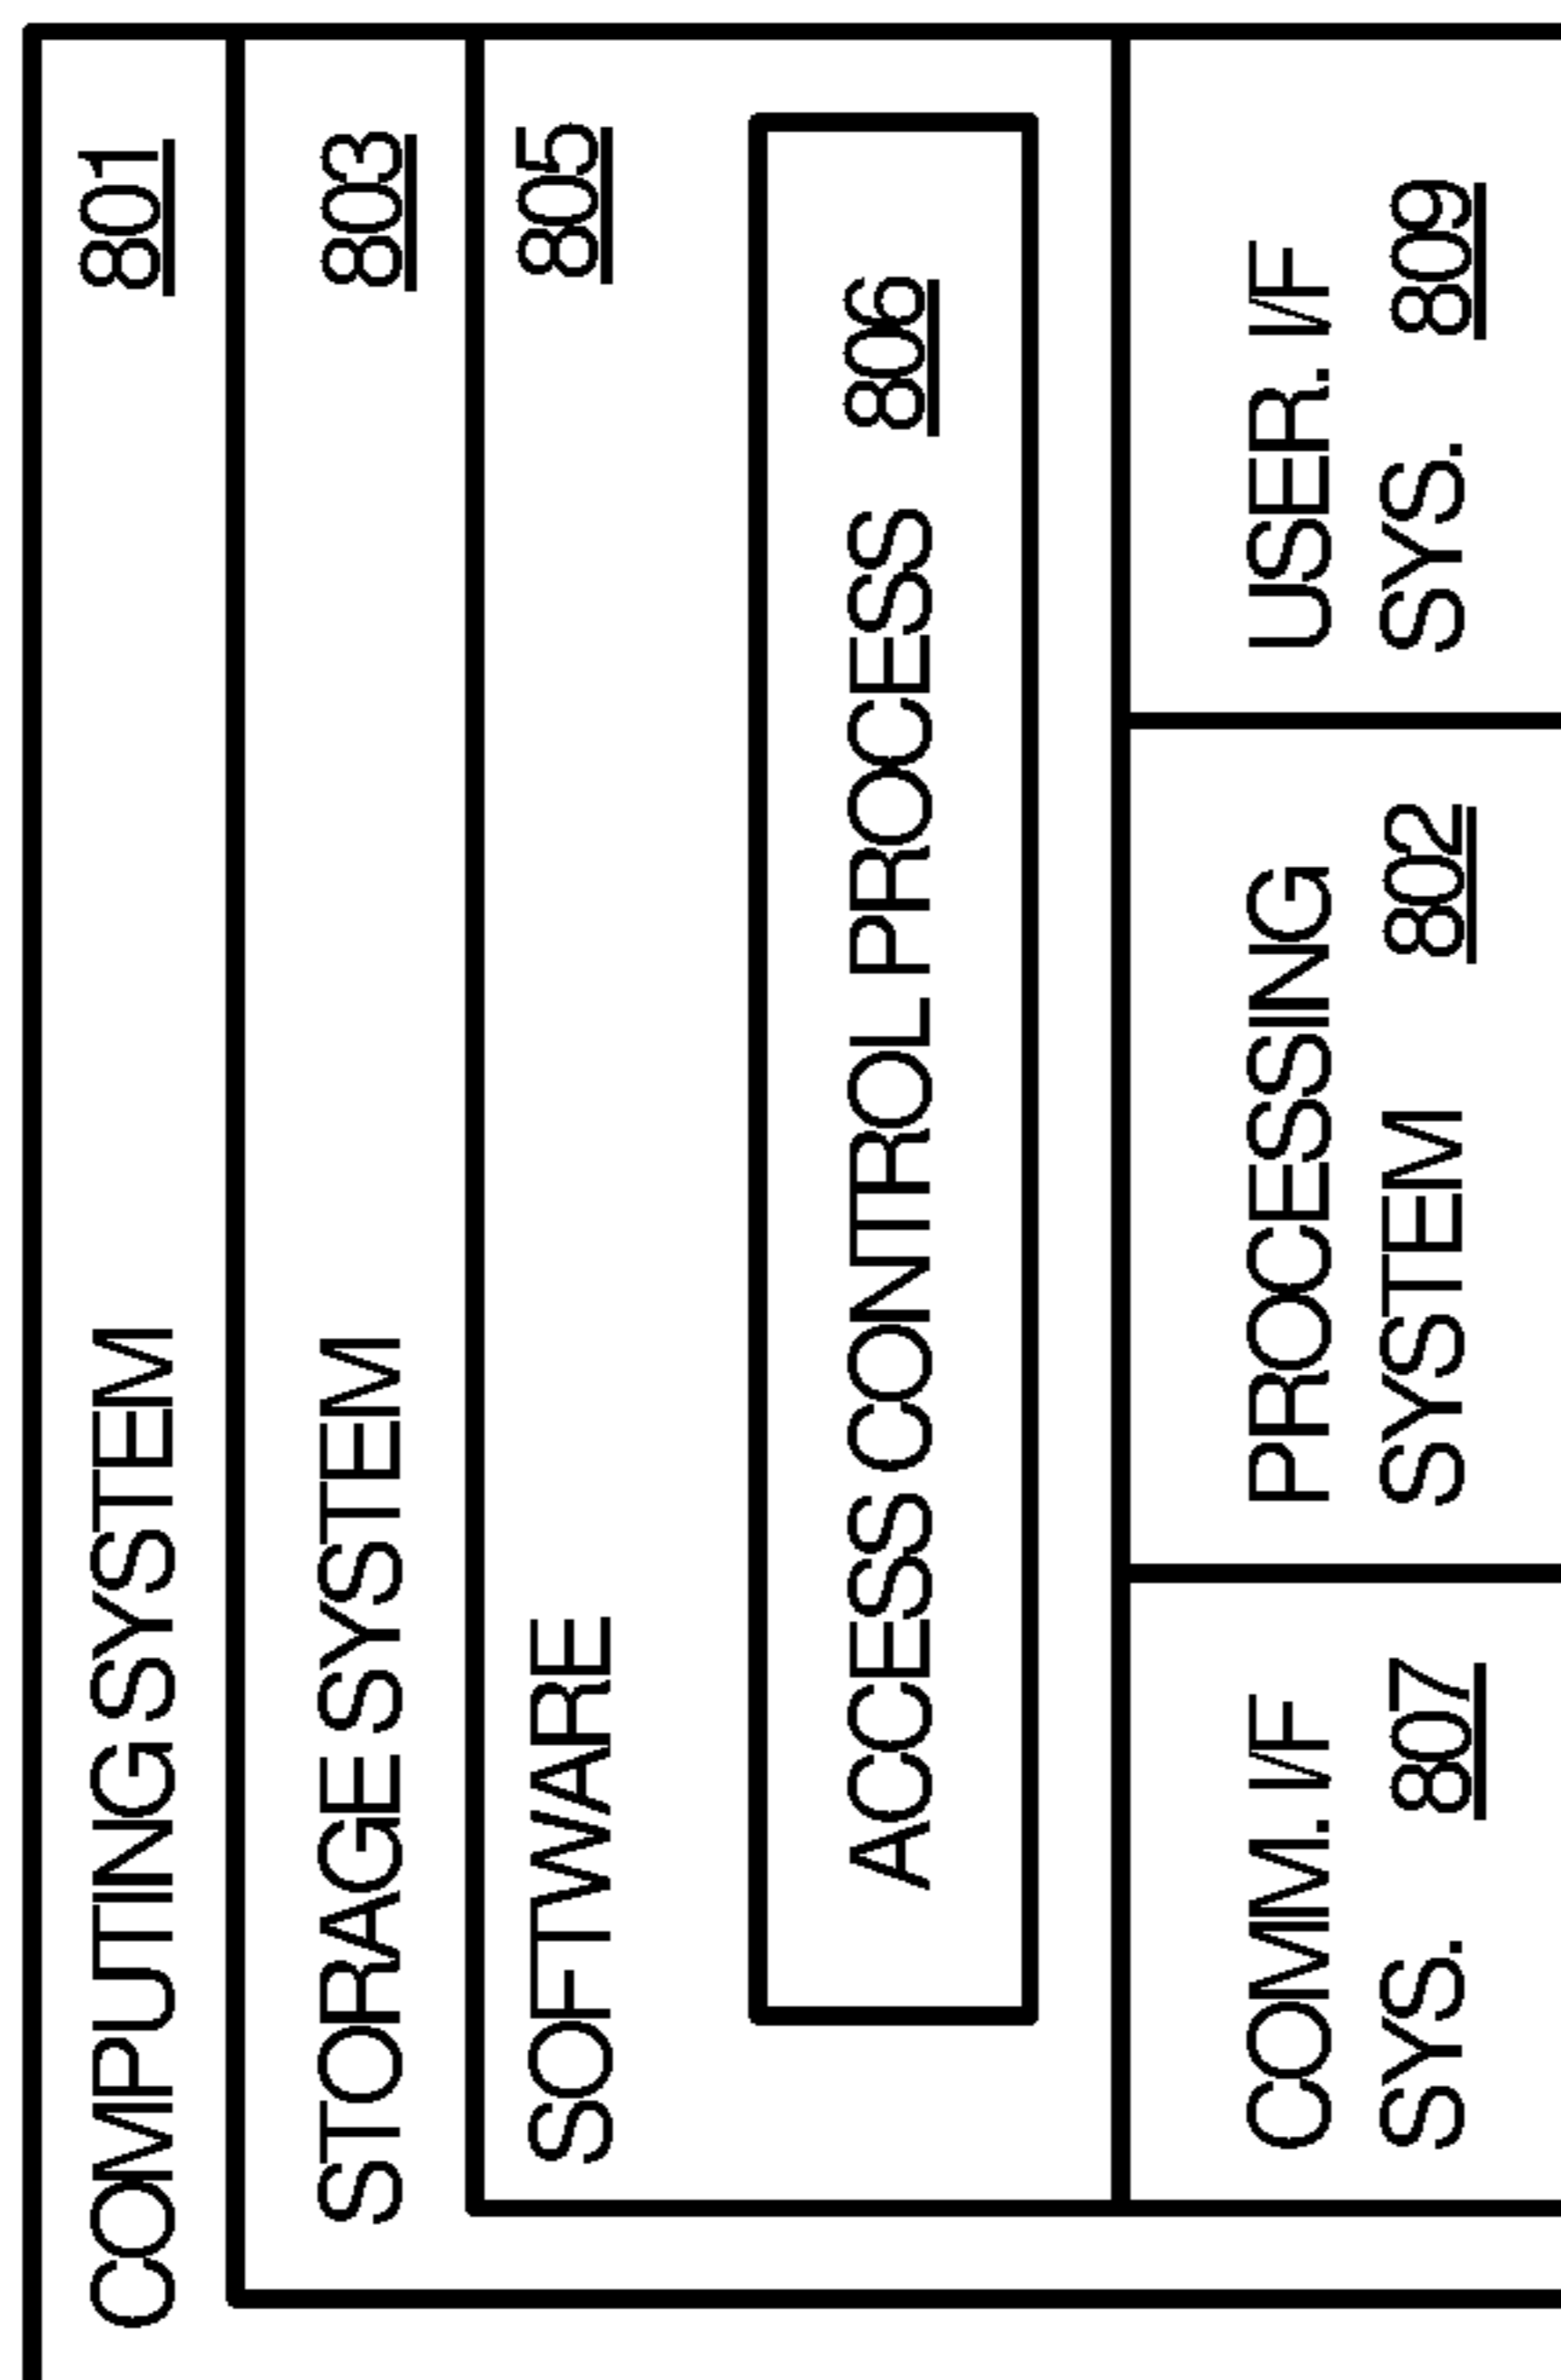 COMPUTING SYSTEM 801
STORAGE SYSTEM 803
SOFTWARE 805
ACCESS CONTROL PROCESS 806
COMM. I/F
SYS. 807
PROCESSING
SYSTEM 802
USER. I/F
SYS. 809